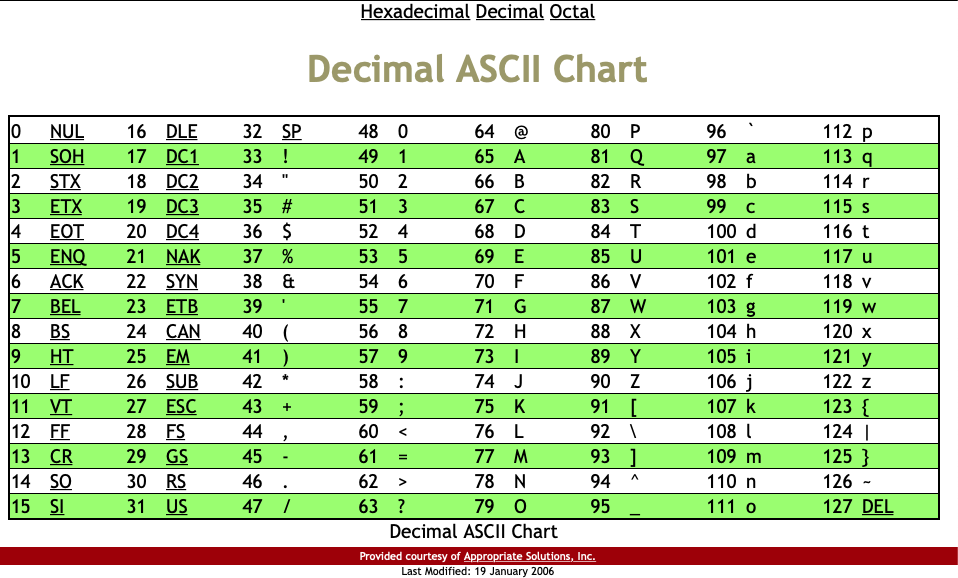 Hexadecimal Decimal Octal
Decimal ASCII Chart
0 NUL 16 DLE 32 SP 48 0 64 @ 80 P 96 ` 112 p
1 SOH 17 DC1 33 ! 49 1 65 A 81 Q 97 a 113 q
2 STX 18 DC2 34 " 50 2 66 B 82 R 98 b 114 r
3 ETX 19 DC3 35 # 51 3 67 C 83 S 99 c 115 s
4 EOT 20 DC4 36 $ 52 4 68 D 84 T 100 d 116 t
5 ENQ 21 NAK 37 % 53 5 69 E 85 U 101 e 117 u
6 ACK 22 SYN 38 & 54 6 70 F 86 V 102 f 118 v
7 BEL 23 ETB 39 ' 55 7 71 G 87 W 103 g 119 w
8 BS 24 CAN 40 ( 56 8 72 H 88 X 104 h 120 x
9 HT 25 EM 41 ) 57 9 73 I 89 Y 105 i 121 y
10 LF 26 SUB 42 * 58 : 74 J 90 Z 106 j 122 z
11 VT 27 ESC 43 + 59 ; 75 K 91 [ 107 k 123 {
12 FF 28 FS 44 , 60 < 76 L 92 \ 108 l 124 |
13 CR 29 GS 45 - 61 = 77 M 93 ] 109 m 125 }
14 SO 30 RS 46 . 62 > 78 N 94 ^ 110 n 126 ~
15 SI 31 US 47 / 63 ? 79 O 95 _ 111 o 127 DEL
Decimal ASCII Chart
Provided courtesy of Appropriate Solutions, Inc.
Last Modified: 19 January 2006